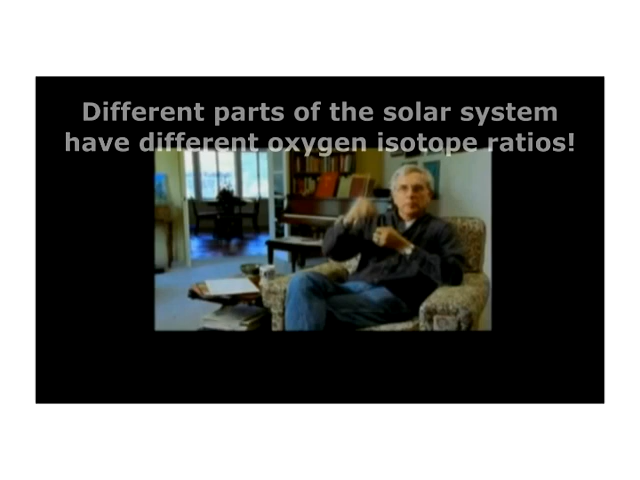 Different parts of the solar system
have different oxygen isotope ratios!